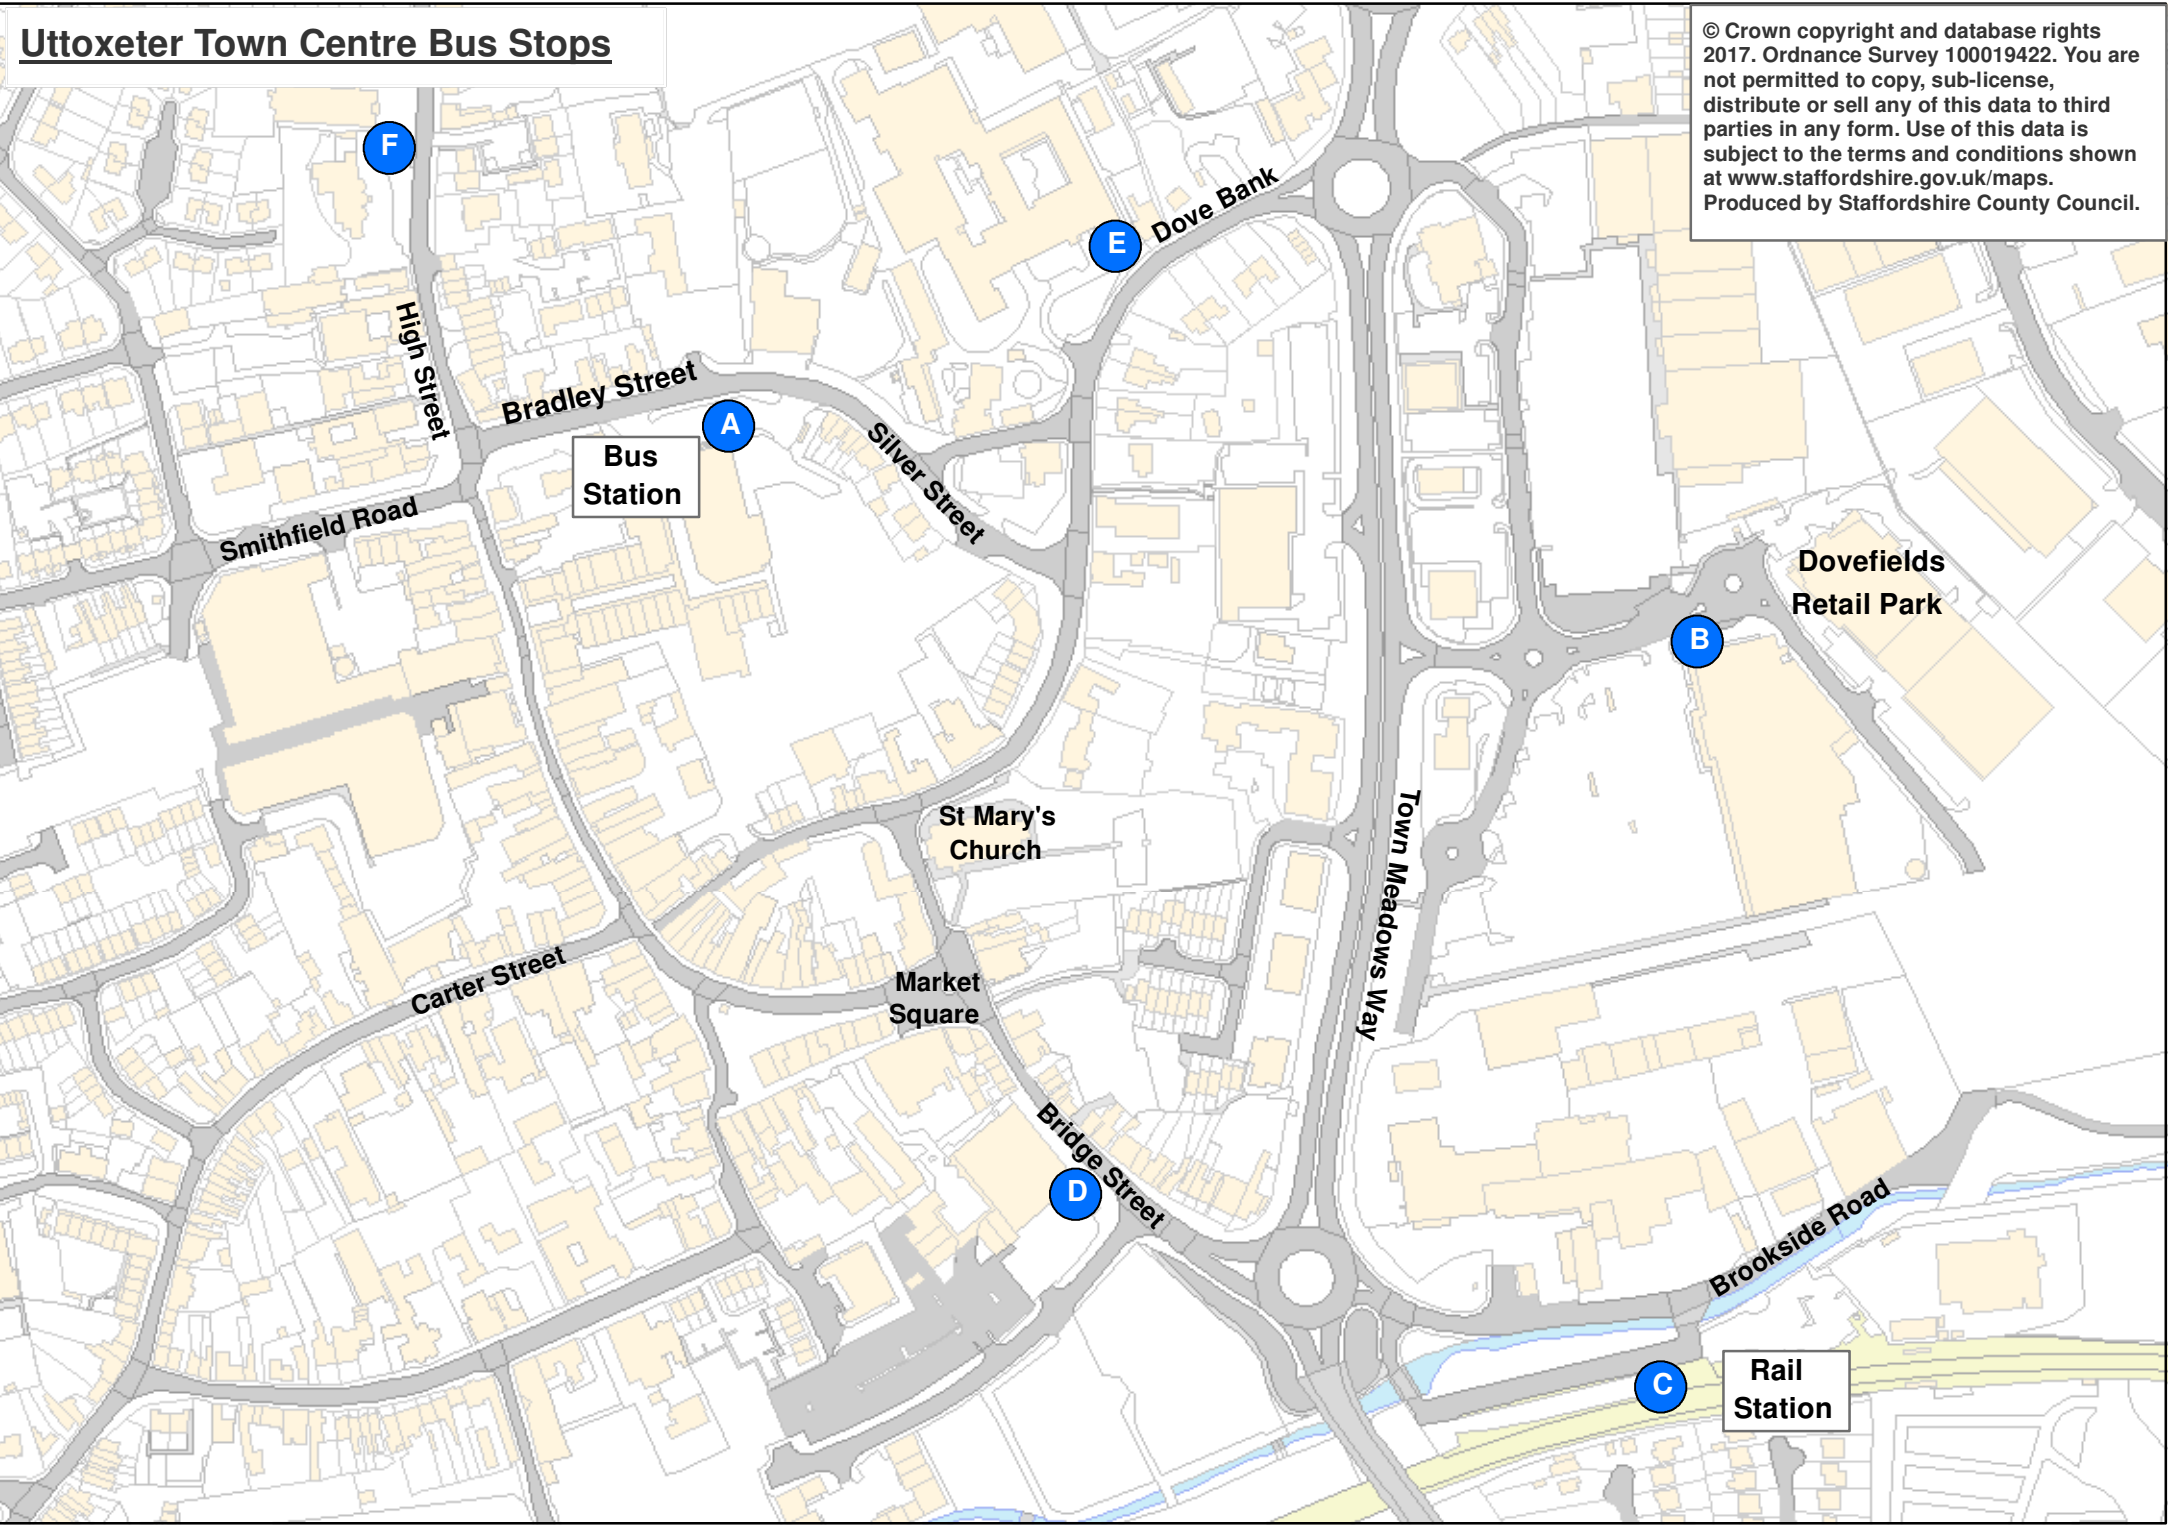 Uttoxeter Town Centre Bus Stops
© Crown copyright and database rights
2017. Ordnance Survey 100019422. You are
not permitted to copy, sub-license,
distribute or sell any of this data to third
parties in any form. Use of this data is
subject to the terms and conditions shown
at www.staffordshire.gov.uk/maps.
Produced by Staffordshire County Council.
F
E
Dove Bank
High Street
Bradley Street
A
Bus
Station
Silver Street
Smithfield Road
Dovefields
Retail Park
B
St Mary's
Church
Town Meadows Way
Carter Street
Market
Square
Bridge Street
D
Brookside Road
C
Rail
Station